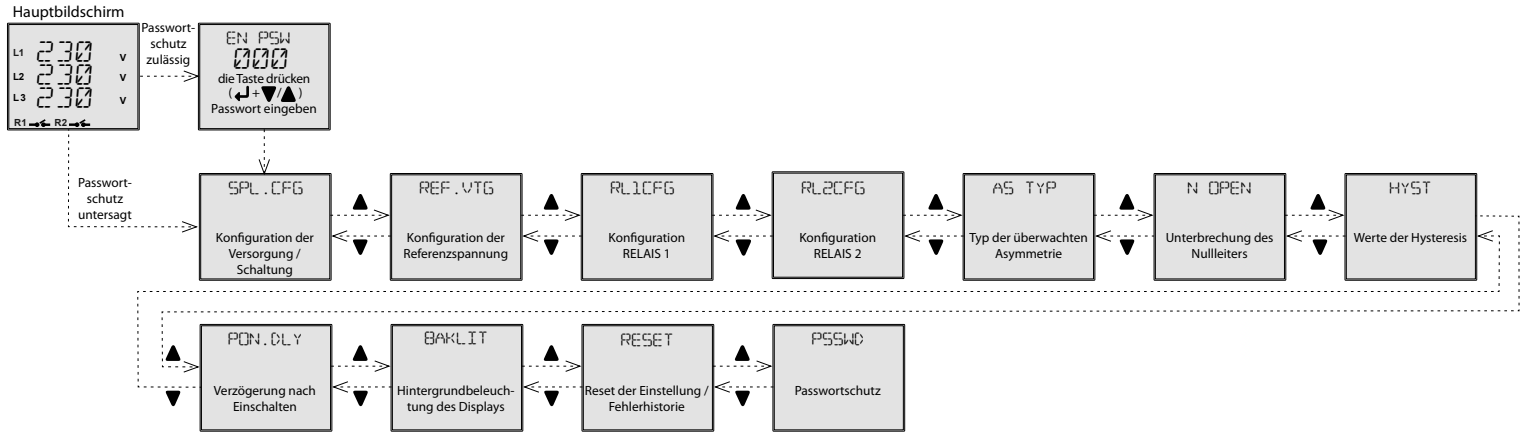 Hauptbildschirm
L1 230 V
L2 230 V
L3 230 V
R1 R2
Passwort-
schutz
zulässig
EN PSW
000
die Taste drücken
(↵+▼/▲)
Passwort eingeben
Passwort-
schutz
untersagt
SPL.CFG
Konfiguration der
Versorgung /
Schaltung
REF.VTG
Konfiguration der
Referenzspannung
RL1CFG
Konfiguration
RELAIS 1
RL2CFG
Konfiguration
RELAIS 2
AS TYP
Typ der überwachten
Asymmetrie
N OPEN
Unterbrechung des
Nullleiters
HYST
Werte der Hysteresis
PON.DLY
Verzögerung nach
Einschalten
BAKLIT
Hintergrundbeleuch-
tung des Displays
RESET
Reset der Einstellung /
Fehlerhistorie
PSSWD
Passwortschutz